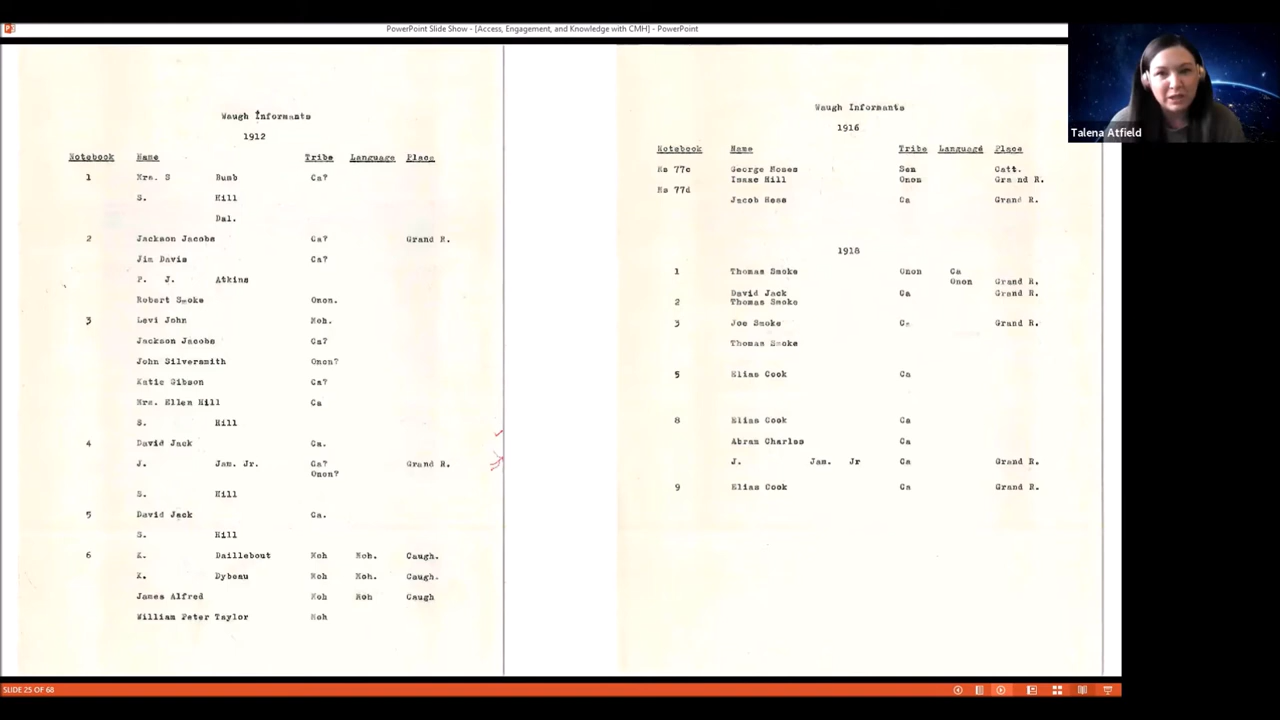 PowerPoint Slide Show - [Access, Engagement, and Knowledge with CMH] - PowerPoint
Talena Atfield
Waugh Informants
1912
Notebook Name Tribe Language Place
1 Mrs. S Bumb Ca?
S. Hill
Dal.
2 Jackson Jacobs Ca? Grand R.
Jim Davis Ca?
P. J. Atkins
Robert Smoke Onon.
3 Levi John Moh.
Jackson Jacobs Ca?
John Silversmith Onon?
Katie Gibson Ca?
Mrs. Ellen Hill Ca
S. Hill
4 David Jack Ca.
J. Jam. Jr. Ca? Grand R.
Onon?
S. Hill
5 David Jack Ca.
S. Hill
6 K. Daillebout Moh Moh. Caugh.
K. Dybeau Moh Moh. Caugh.
James Alfred Moh Moh Caugh
William Peter Taylor Moh
Waugh Informants
1916
Notebook Name Tribe Language Place
Ms 77c George Moses Sen Catt.
Isaac Hill Onon Gra nd R.
Ms 77d
Jacob Hess Ca Grand R.
1918
1 Thomas Smoke Onon Ca
Onon Grand R.
David Jack Ca Grand R.
2 Thomas Smoke
3 Joe Smoke Ca Grand R.
Thomas Smoke
5 Elias Cook Ca
8 Elias Cook Ca
Abram Charles Ca
J. Jam. Jr Ca Grand R.
9 Elias Cook Ca Grand R.
SLIDE 25 OF 68